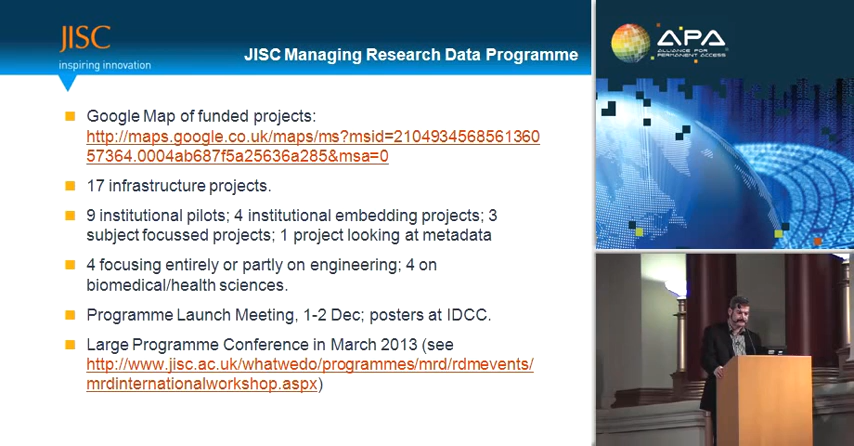 JISC
inspiring innovation
JISC Managing Research Data Programme
Google Map of funded projects:
http://maps.google.co.uk/maps/ms?msid=2104934568561360
57364.0004ab687f5a25636a285&msa=0
17 infrastructure projects.
9 institutional pilots; 4 institutional embedding projects; 3
subject focussed projects; 1 project looking at metadata
4 focusing entirely or partly on engineering; 4 on
biomedical/health sciences.
Programme Launch Meeting, 1-2 Dec; posters at IDCC.
Large Programme Conference in March 2013 (see
http://www.jisc.ac.uk/whatwedo/programmes/mrd/rdmevents/
mrdinternationalworkshop.aspx)
APA
ALLIANCE FOR
PERMANENT ACCESS